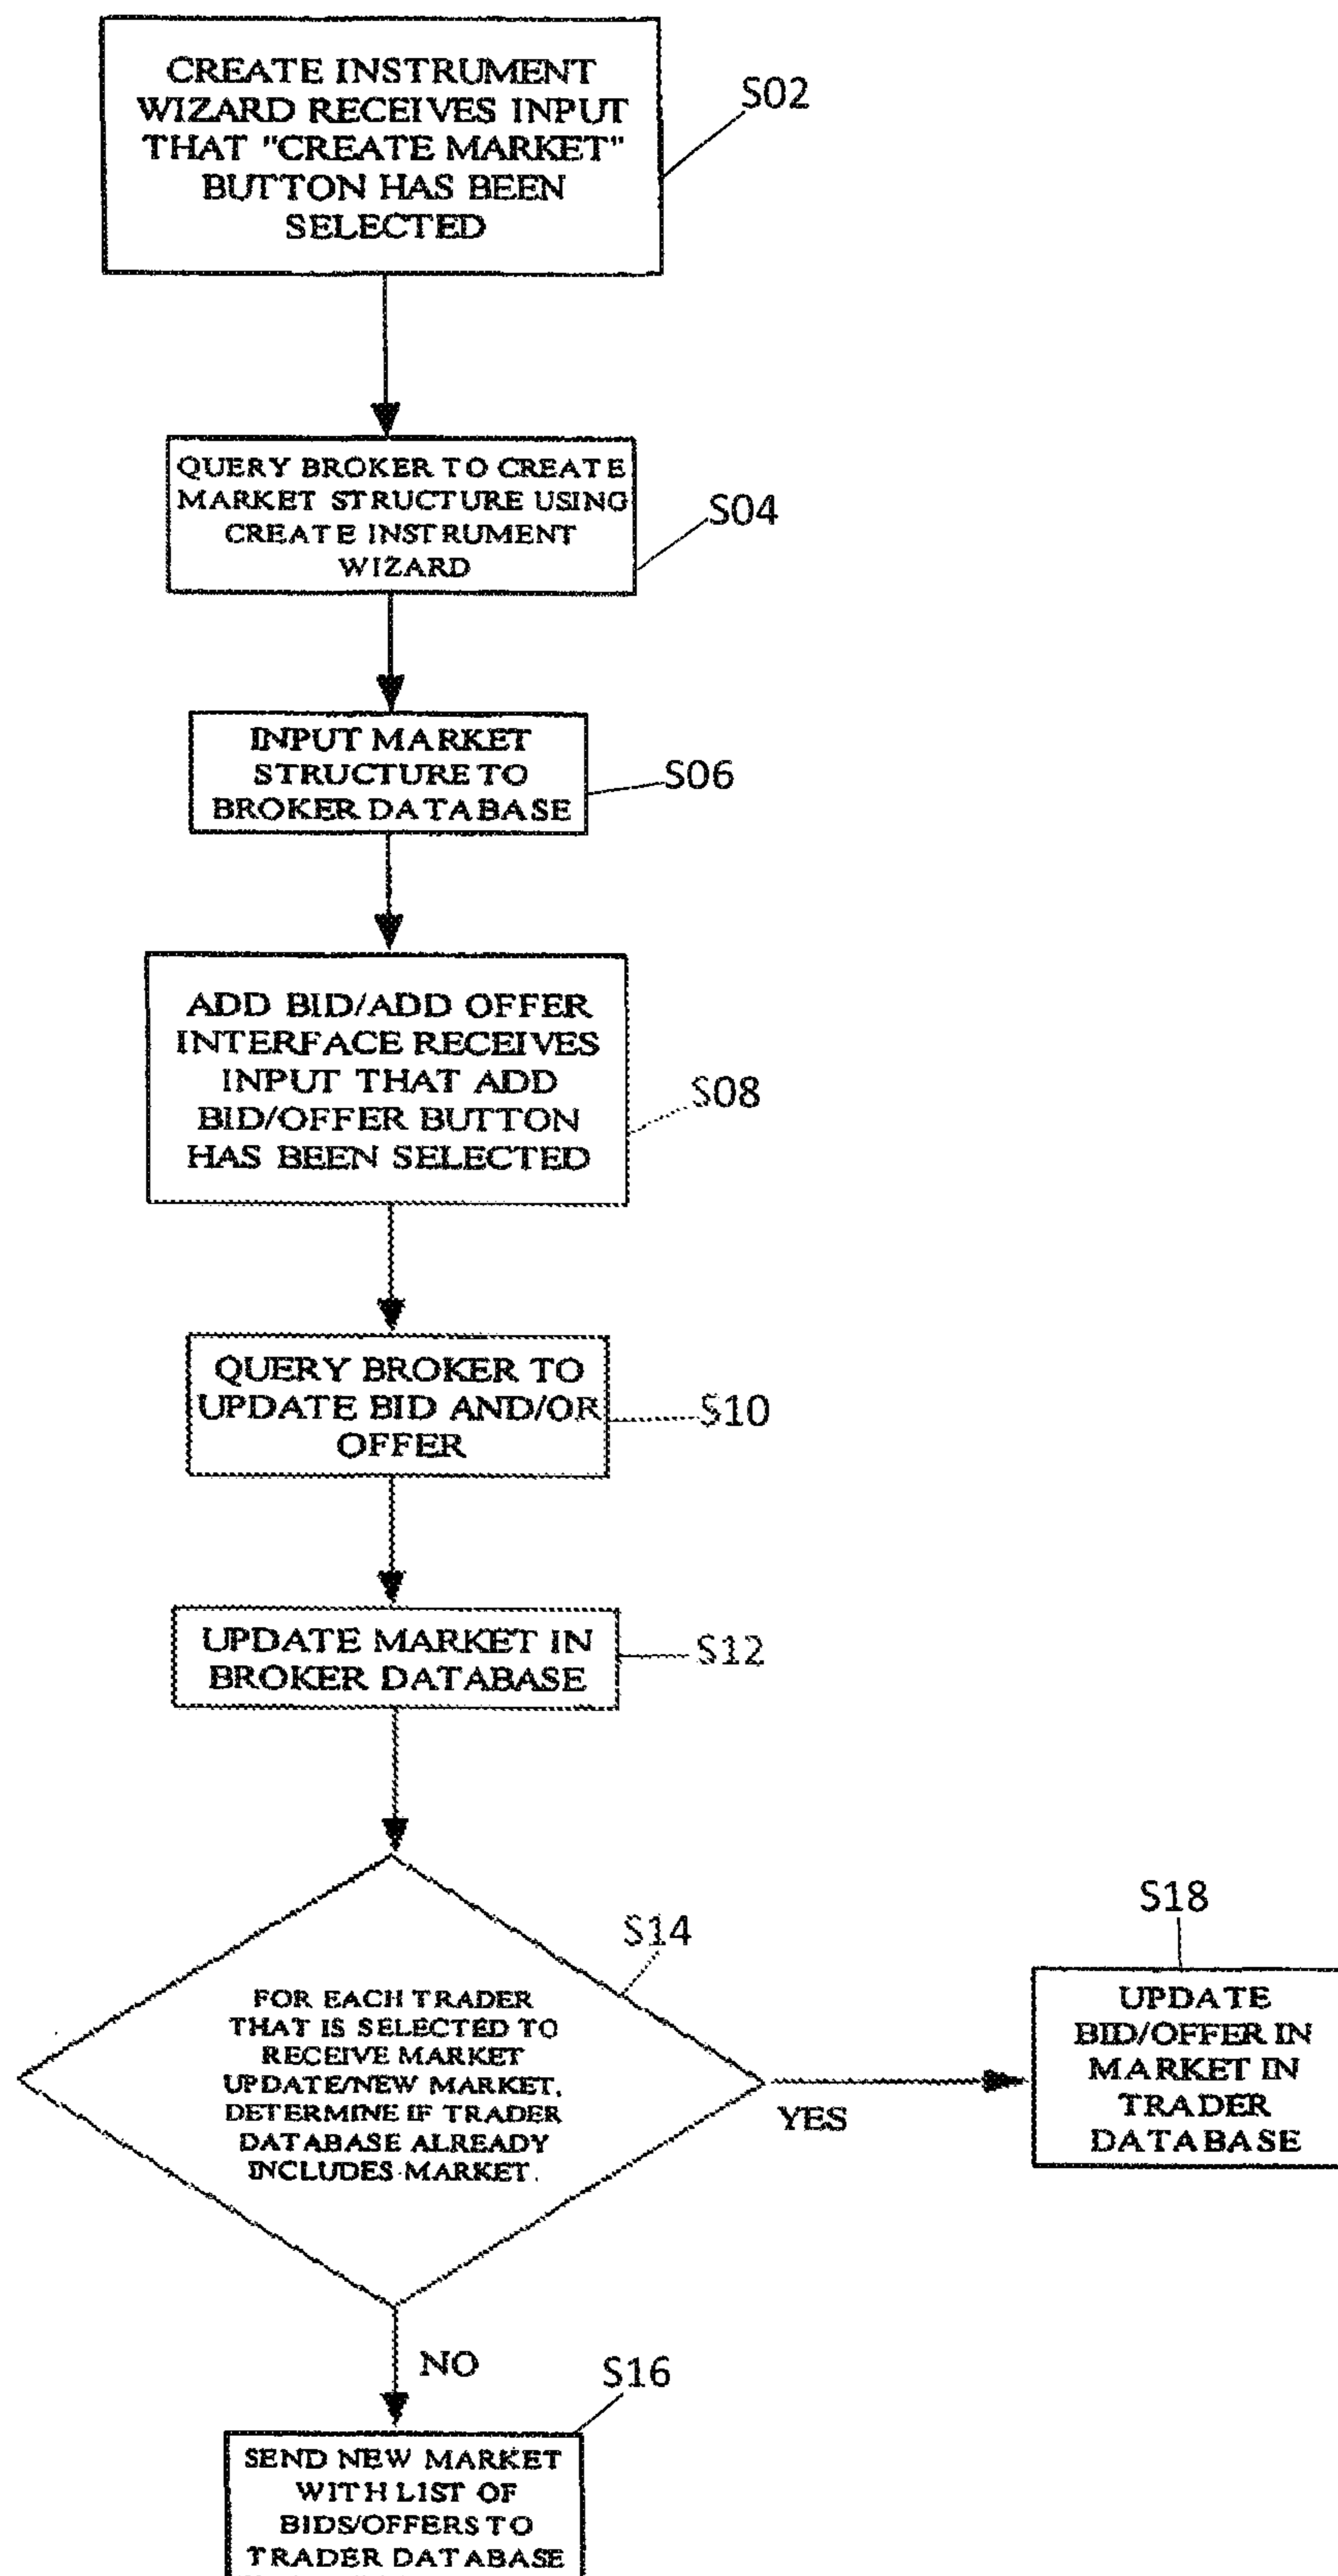 CREATE INSTRUMENT
WIZARD RECEIVES INPUT
THAT "CREATE MARKET"
BUTTON HAS BEEN
SELECTED
S02
QUERY BROKER TO CREATE
MARKET STRUCTURE USING
CREATE INSTRUMENT
WIZARD
S04
INPUT MARKET
STRUCTURE TO
BROKER DATABASE
S06
ADD BID/ADD OFFER
INTERFACE RECEIVES
INPUT THAT ADD
BID/OFFER BUTTON
HAS BEEN SELECTED
S08
QUERY BROKER TO
UPDATE BID AND/OR
OFFER
S10
UPDATE MARKET IN
BROKER DATABASE
S12
FOR EACH TRADER
THAT IS SELECTED TO
RECEIVE MARKET
UPDATE/NEW MARKET,
DETERMINE IF TRADER
DATABASE ALREADY
INCLUDES MARKET.
S14
YES
S18
UPDATE
BID/OFFER IN
MARKET IN
TRADER
DATABASE
NO
S16
SEND NEW MARKET
WITH LIST OF
BIDS/OFFERS TO
TRADER DATABASE